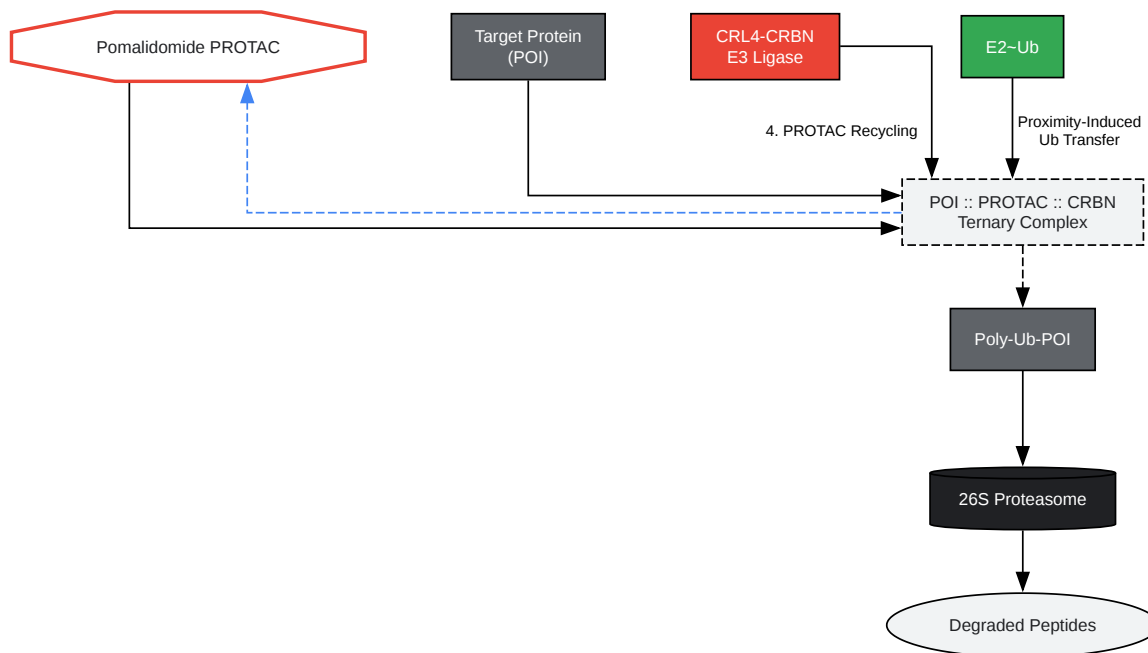 Pomalidomide PROTAC
Target Protein
(POI)
CRL4-CRBN
E3 Ligase
E2~Ub
4. PROTAC Recycling
Proximity-Induced
Ub Transfer
POI :: PROTAC :: CRBN
Ternary Complex
Poly-Ub-POI
26S Proteasome
Degraded Peptides